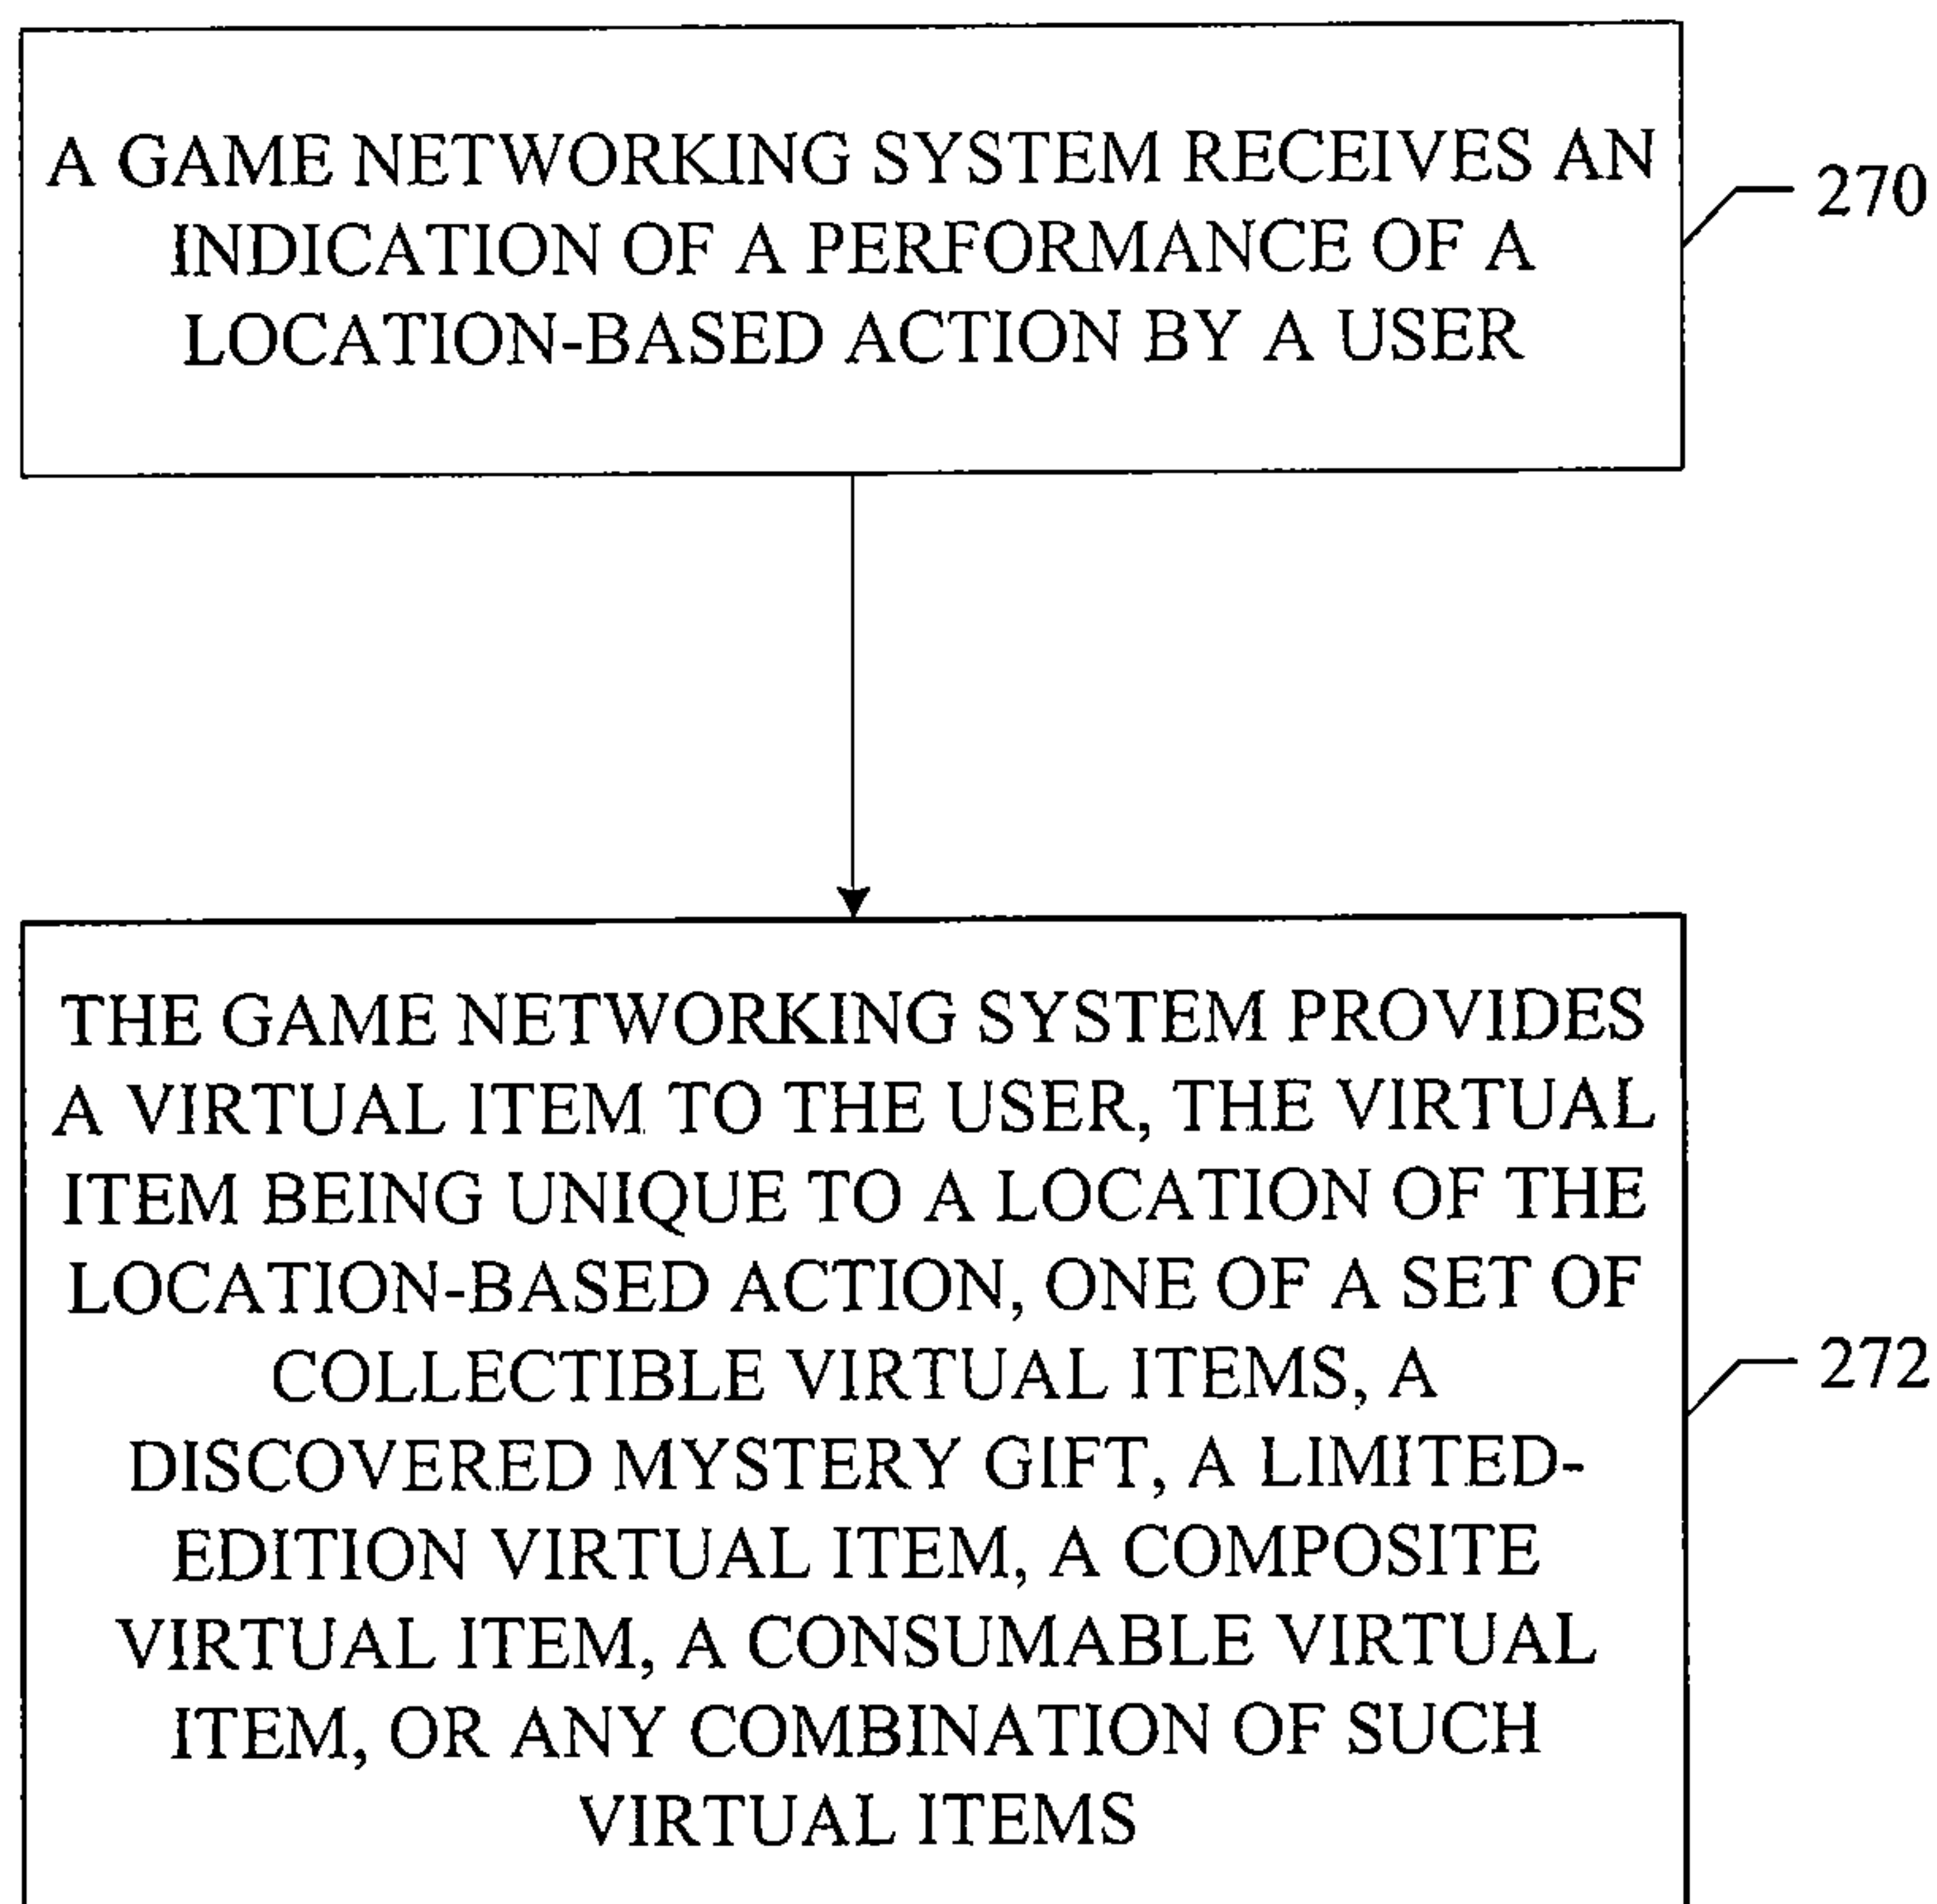 A GAME NETWORKING SYSTEM RECEIVES AN
INDICATION OF A PERFORMANCE OF A
LOCATION-BASED ACTION BY A USER
270
THE GAME NETWORKING SYSTEM PROVIDES
A VIRTUAL ITEM TO THE USER, THE VIRTUAL
ITEM BEING UNIQUE TO A LOCATION OF THE
LOCATION-BASED ACTION, ONE OF A SET OF
COLLECTIBLE VIRTUAL ITEMS, A
DISCOVERED MYSTERY GIFT, A LIMITED-
EDITION VIRTUAL ITEM, A COMPOSITE
VIRTUAL ITEM, A CONSUMABLE VIRTUAL
ITEM, OR ANY COMBINATION OF SUCH
VIRTUAL ITEMS
272